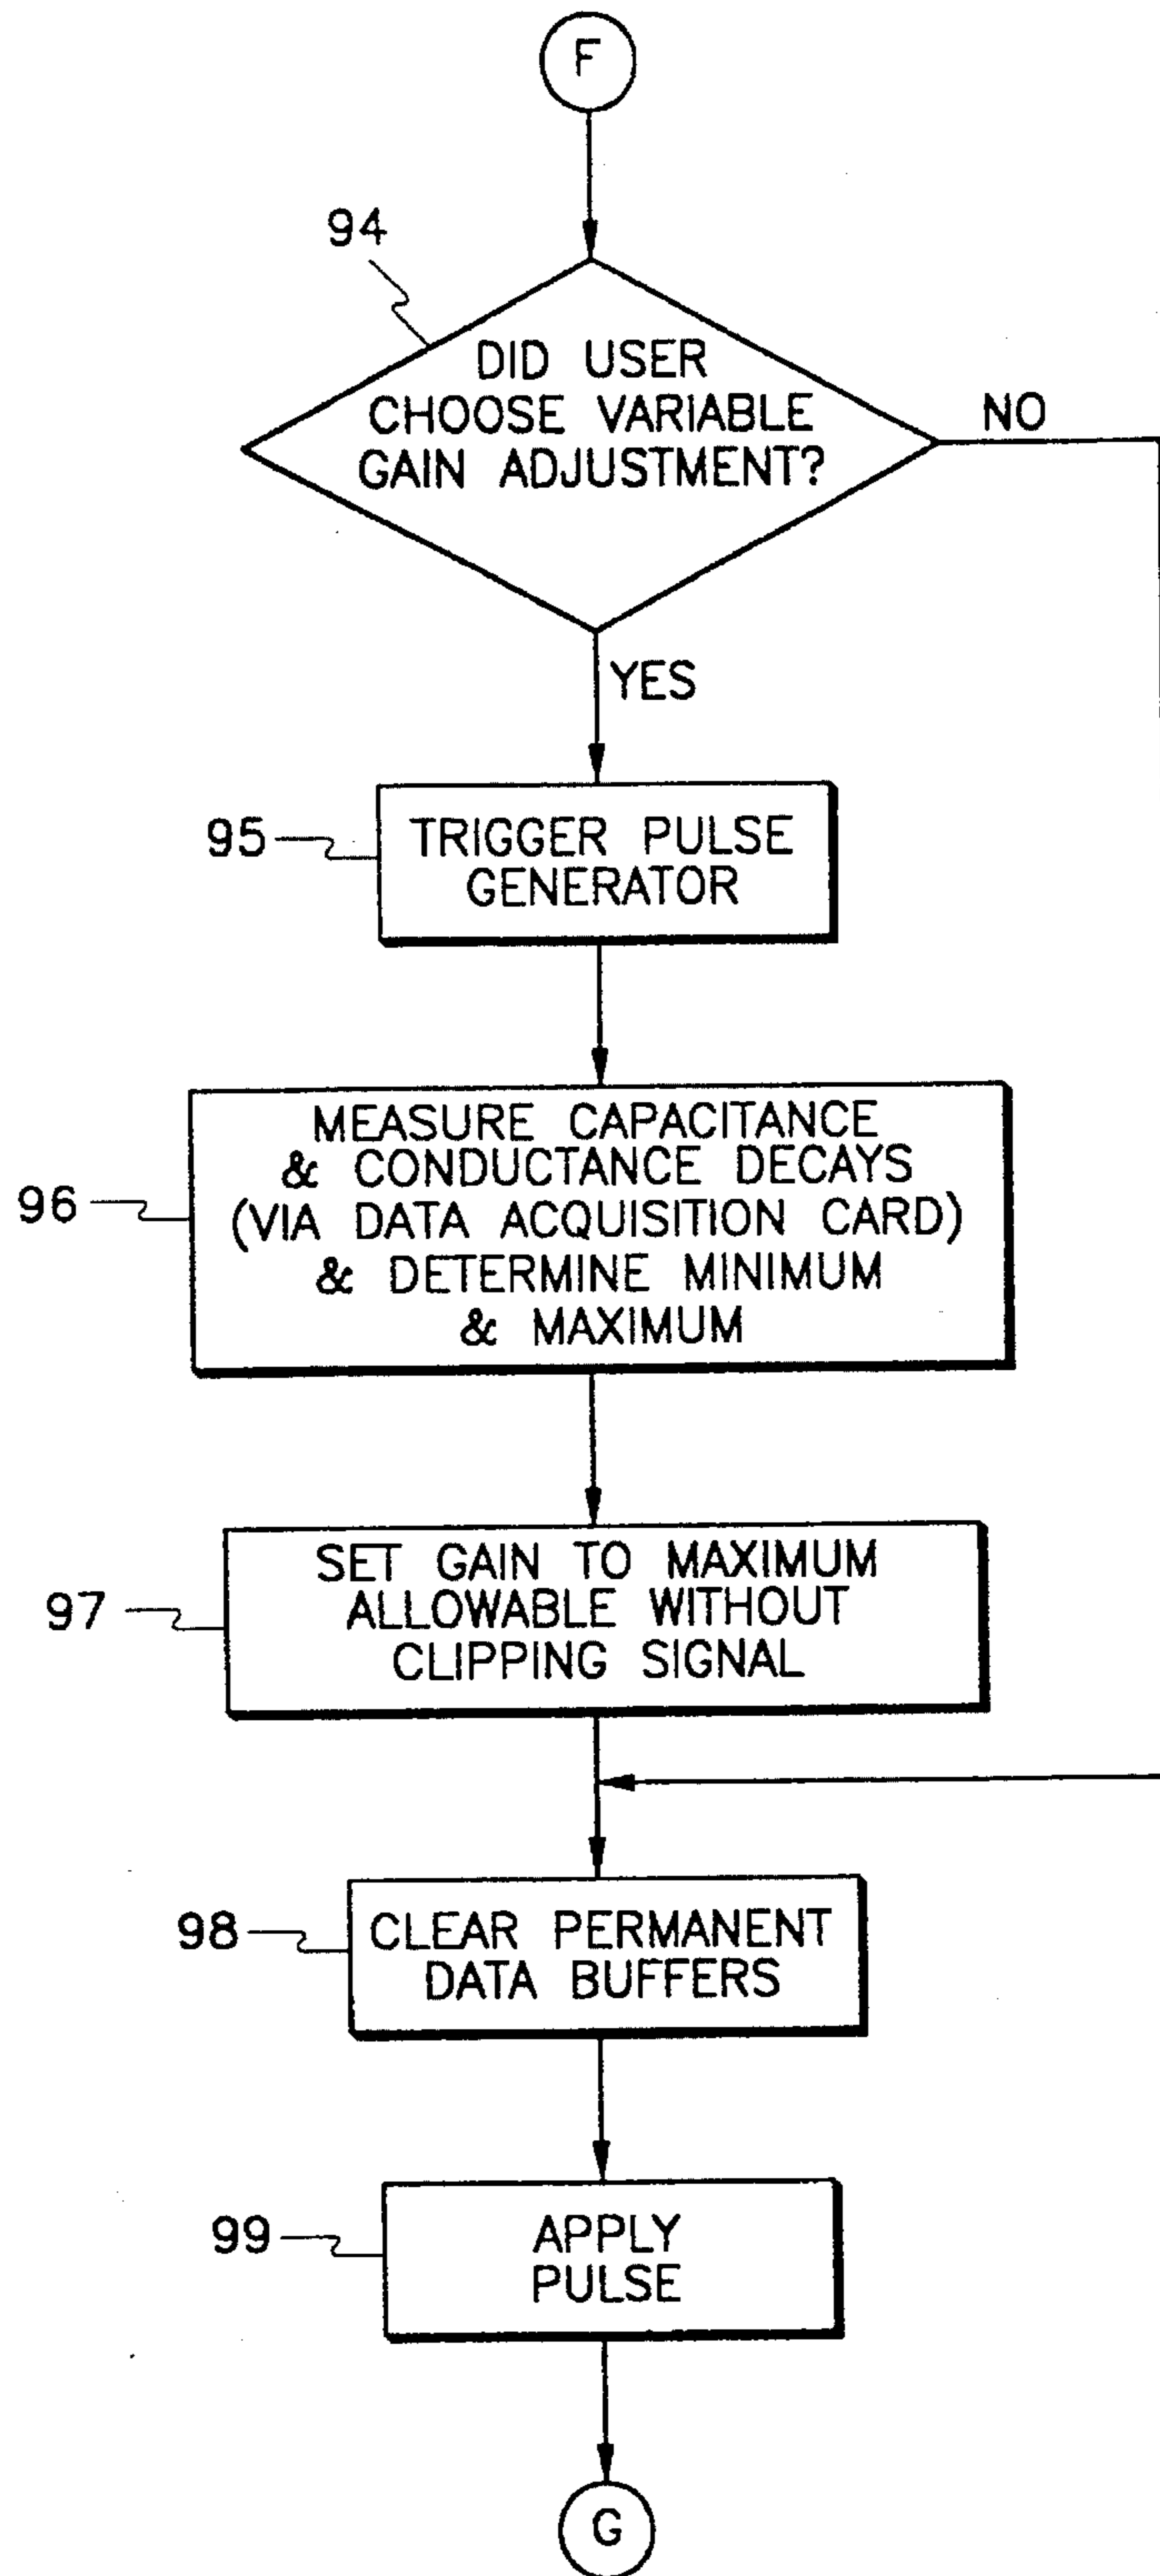 F
94
DID USER
CHOOSE VARIABLE
GAIN ADJUSTMENT?
NO
YES
95
TRIGGER PULSE
GENERATOR
96
MEASURE CAPACITANCE
& CONDUCTANCE DECAYS
(VIA DATA ACQUISITION CARD)
& DETERMINE MINIMUM
& MAXIMUM
97
SET GAIN TO MAXIMUM
ALLOWABLE WITHOUT
CLIPPING SIGNAL
98
CLEAR PERMANENT
DATA BUFFERS
99
APPLY
PULSE
G